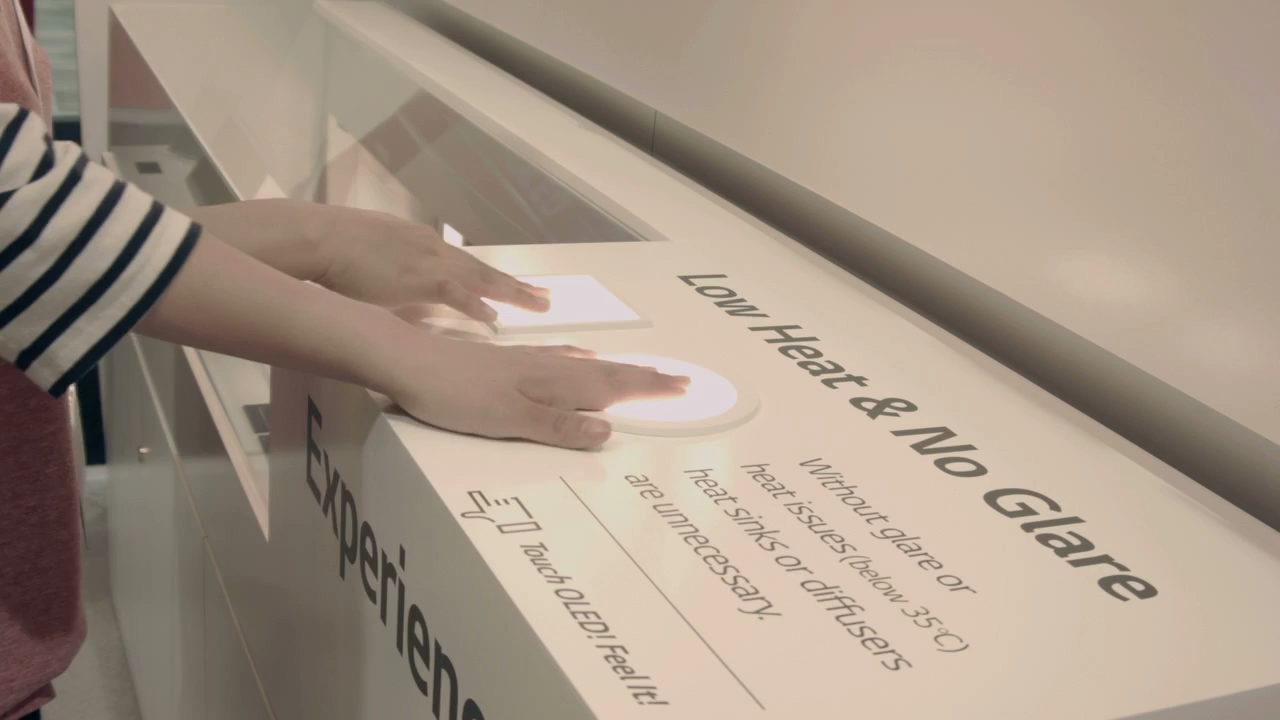 Low Heat & No Glare
Without glare or
heat issues (below 35°C)
heat sinks or diffusers
are unnecessary.
Touch OLED! Feel It!